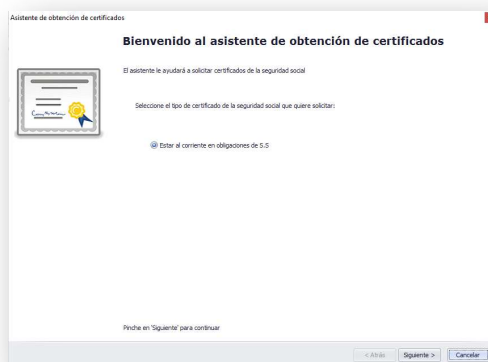 Asistente de obtención de certificados
Bienvenido al asistente de obtención de certificados
El asistente le ayudará a solicitar certificados de la seguridad social
Seleccione el tipo de certificado de la seguridad social que quiere solicitar:
Estar al corriente en obligaciones de S.S
Pinche en 'Siguiente' para continuar
< Atrás Siguiente > Cancelar